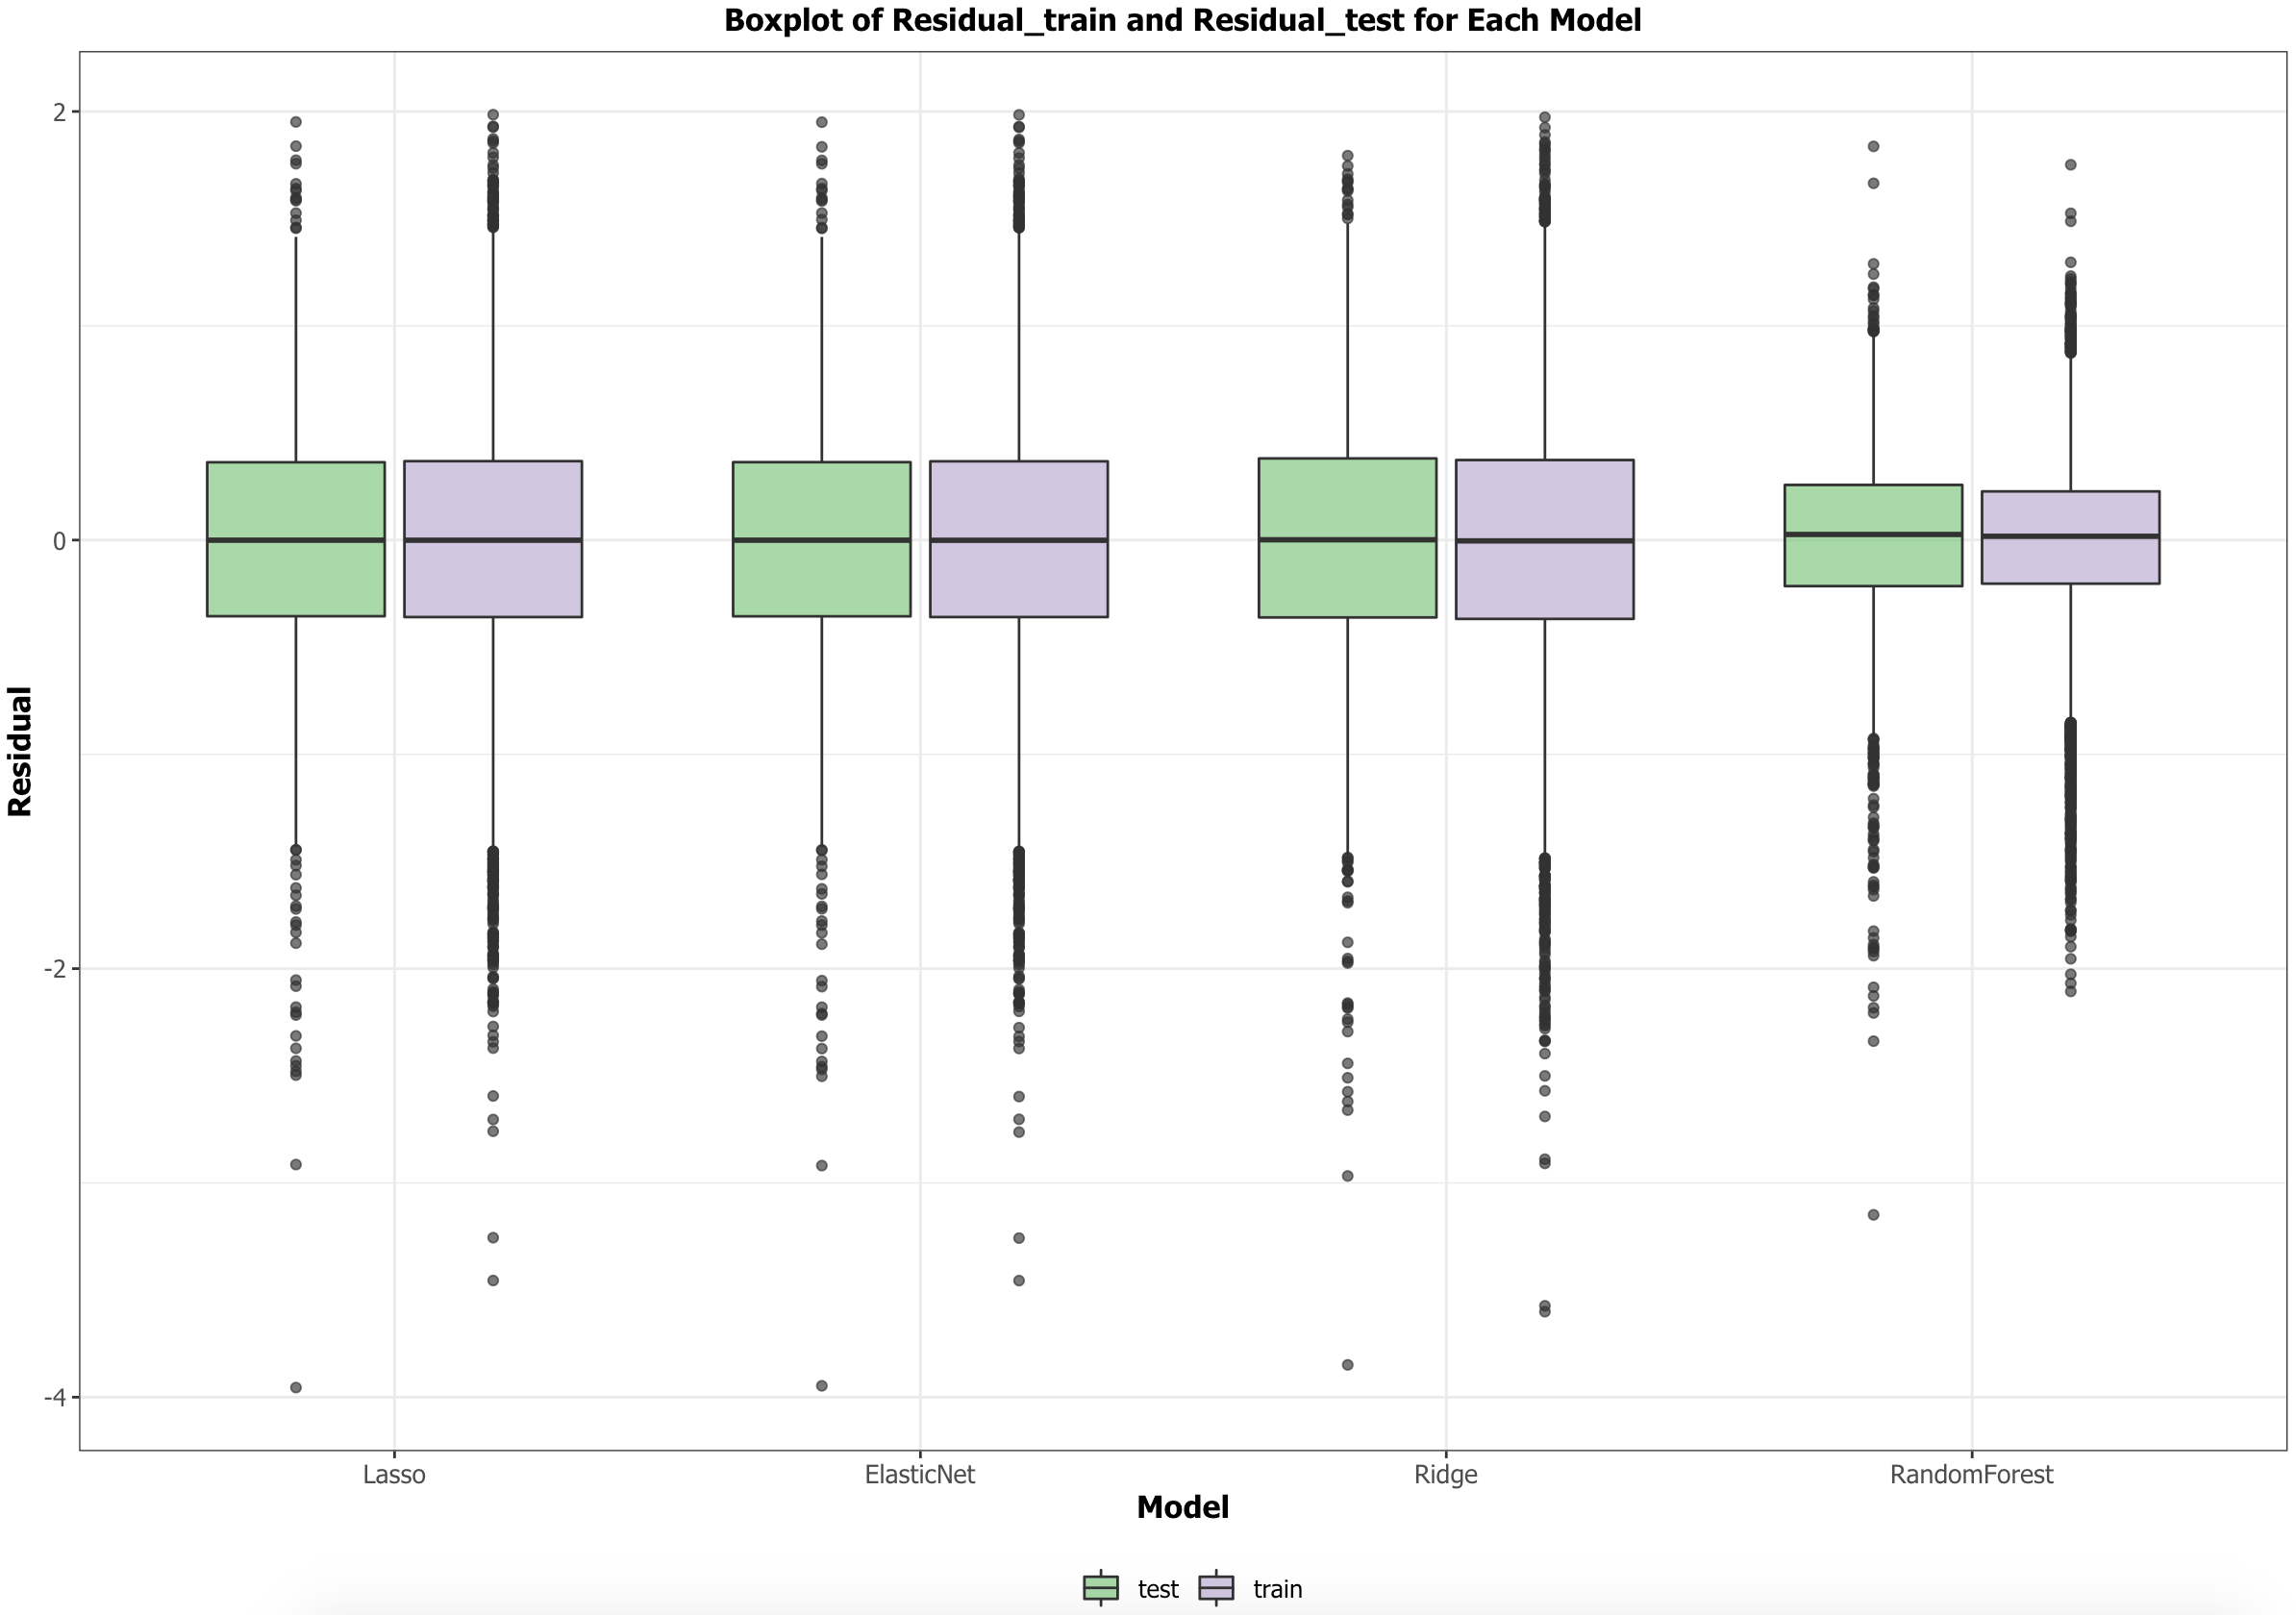 Boxplot of Residual_train and Residual_test for Each Model
Residual
2
0
-2
-4
Lasso ElasticNet Ridge RandomForest
Model
test train